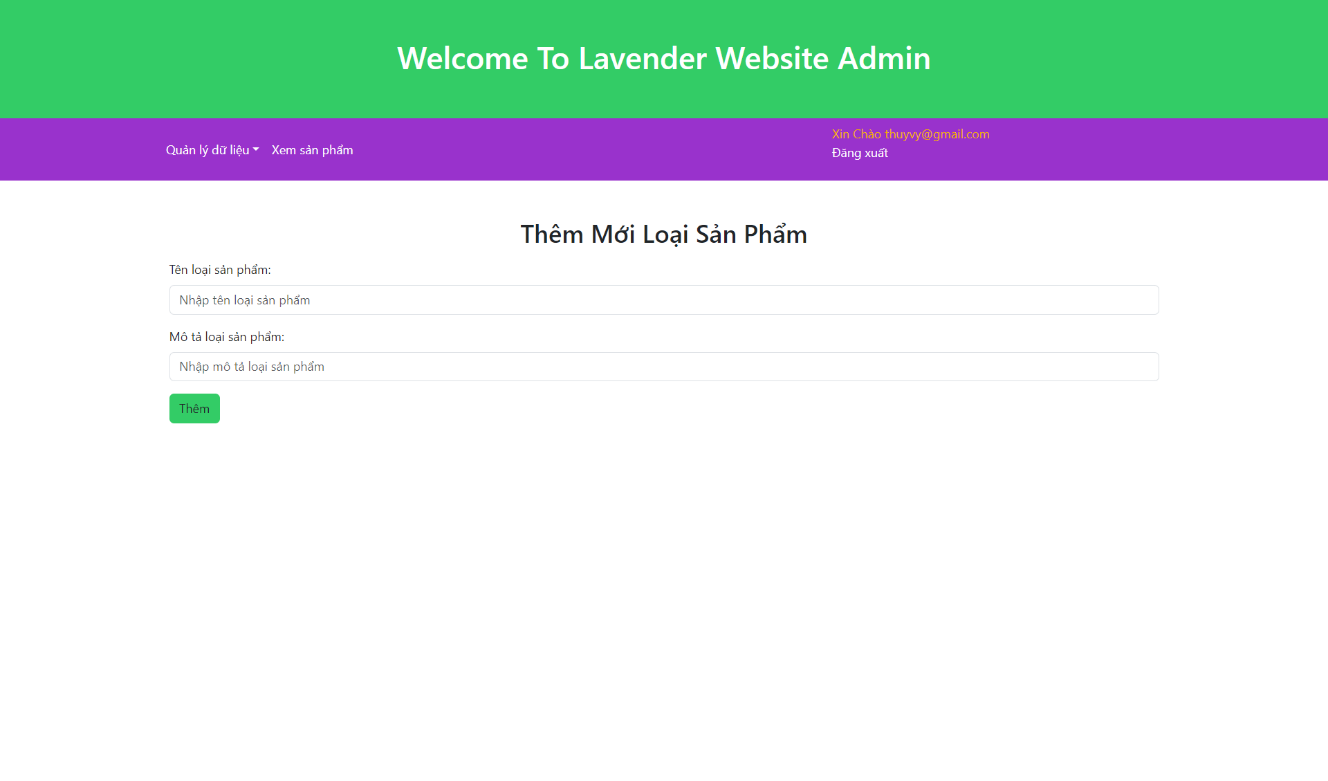 Welcome To Lavender Website Admin
Quản lý dữ liệu
Xem sản phẩm
Xin Chào thuyvy@gmail.com
Đăng xuất
Thêm Mới Loại Sản Phẩm
Tên loại sản phẩm:
Nhập tên loại sản phẩm
Mô tả loại sản phẩm:
Nhập mô tả loại sản phẩm
Thêm